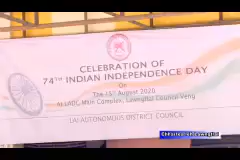 CELEBRATION OF
74TH INDIAN INDEPENDENCE DAY
On
The 15th August 2020
At LADC, Main Complex, Lawngtlai Council Veng
LAI AUTONOMOUS DISTRICT COUNCIL